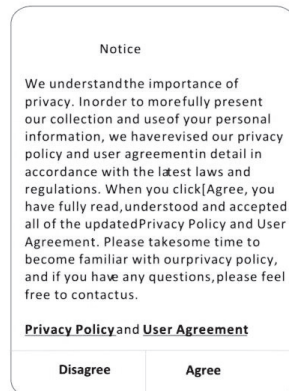 Notice
We understandthe importance of
privacy. Inorder to morefully present
our collection and useof your personal
information, we haverevised our privacy
policy and user agreementin detail in
accordance with the latest laws and
regulations. When you click[Agree, you
have fully read,understood and accepted
all of the updatedPrivacy Policy and User
Agreement. Please takesome time to
become familiar with ourprivacy policy,
and if you have any questions,please feel
free to contactus.
Privacy Policy and User Agreement
Disagree Agree